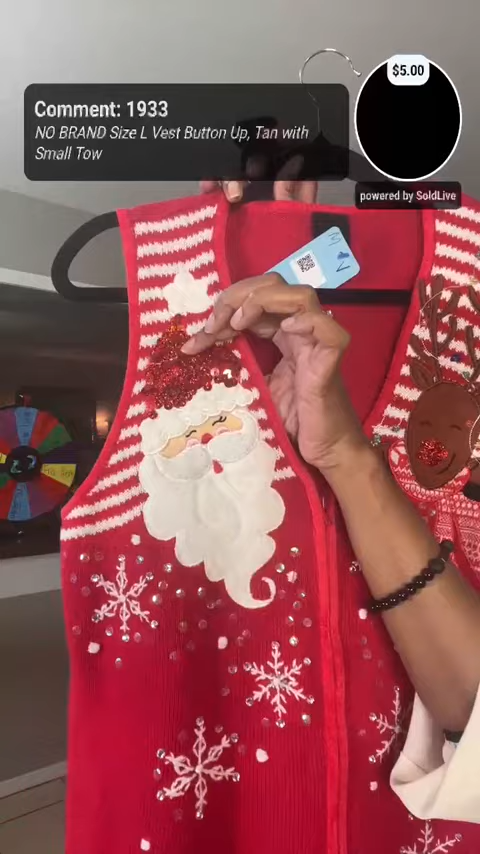 $5.00
Comment: 1933
NO BRAND Size L Vest Button Up, Tan with
Small Tow
powered by SoldLive